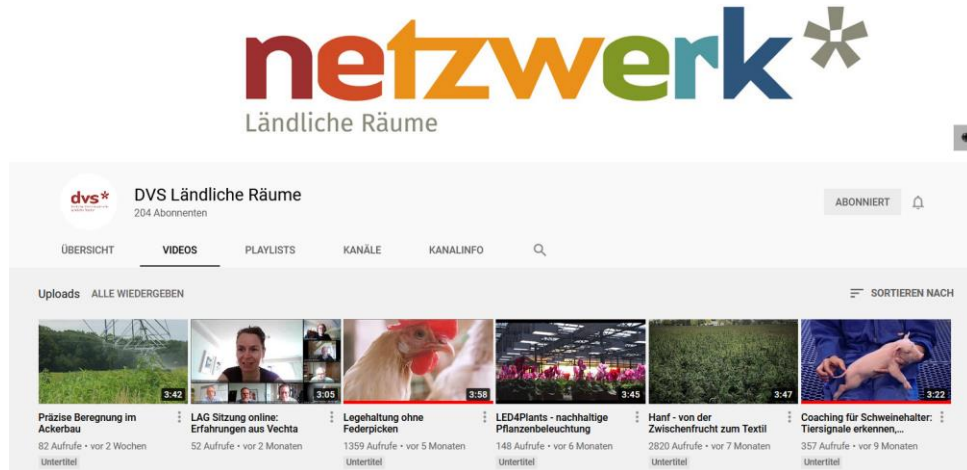 netzwerk*
Ländliche Räume
dvs*
DVS Ländliche Räume
204 Abonnenten
ABONNIERT
ÜBERSICHT VIDEOS PLAYLISTS KANÄLE KANALINFO
Uploads ALLE WIEDERGEBEN SORTIEREN NACH
3:42 3:05 3:58 3:45 3:47 3:22
Präzise Beregnung im Ackerbau
82 Aufrufe • vor 2 Wochen
Untertitel
LAG Sitzung online: Erfahrungen aus Vechta
52 Aufrufe • vor 2 Monaten
Legehaltung ohne Federpicken
1359 Aufrufe • vor 5 Monaten
Untertitel
LED4Plants - nachhaltige Pflanzenbeleuchtung
148 Aufrufe • vor 6 Monaten
Untertitel
Hanf - von der Zwischenfrucht zum Textil
2820 Aufrufe • vor 7 Monaten
Untertitel
Coaching für Schweinehalter: Tiersignale erkennen,...
357 Aufrufe • vor 9 Monaten
Untertitel